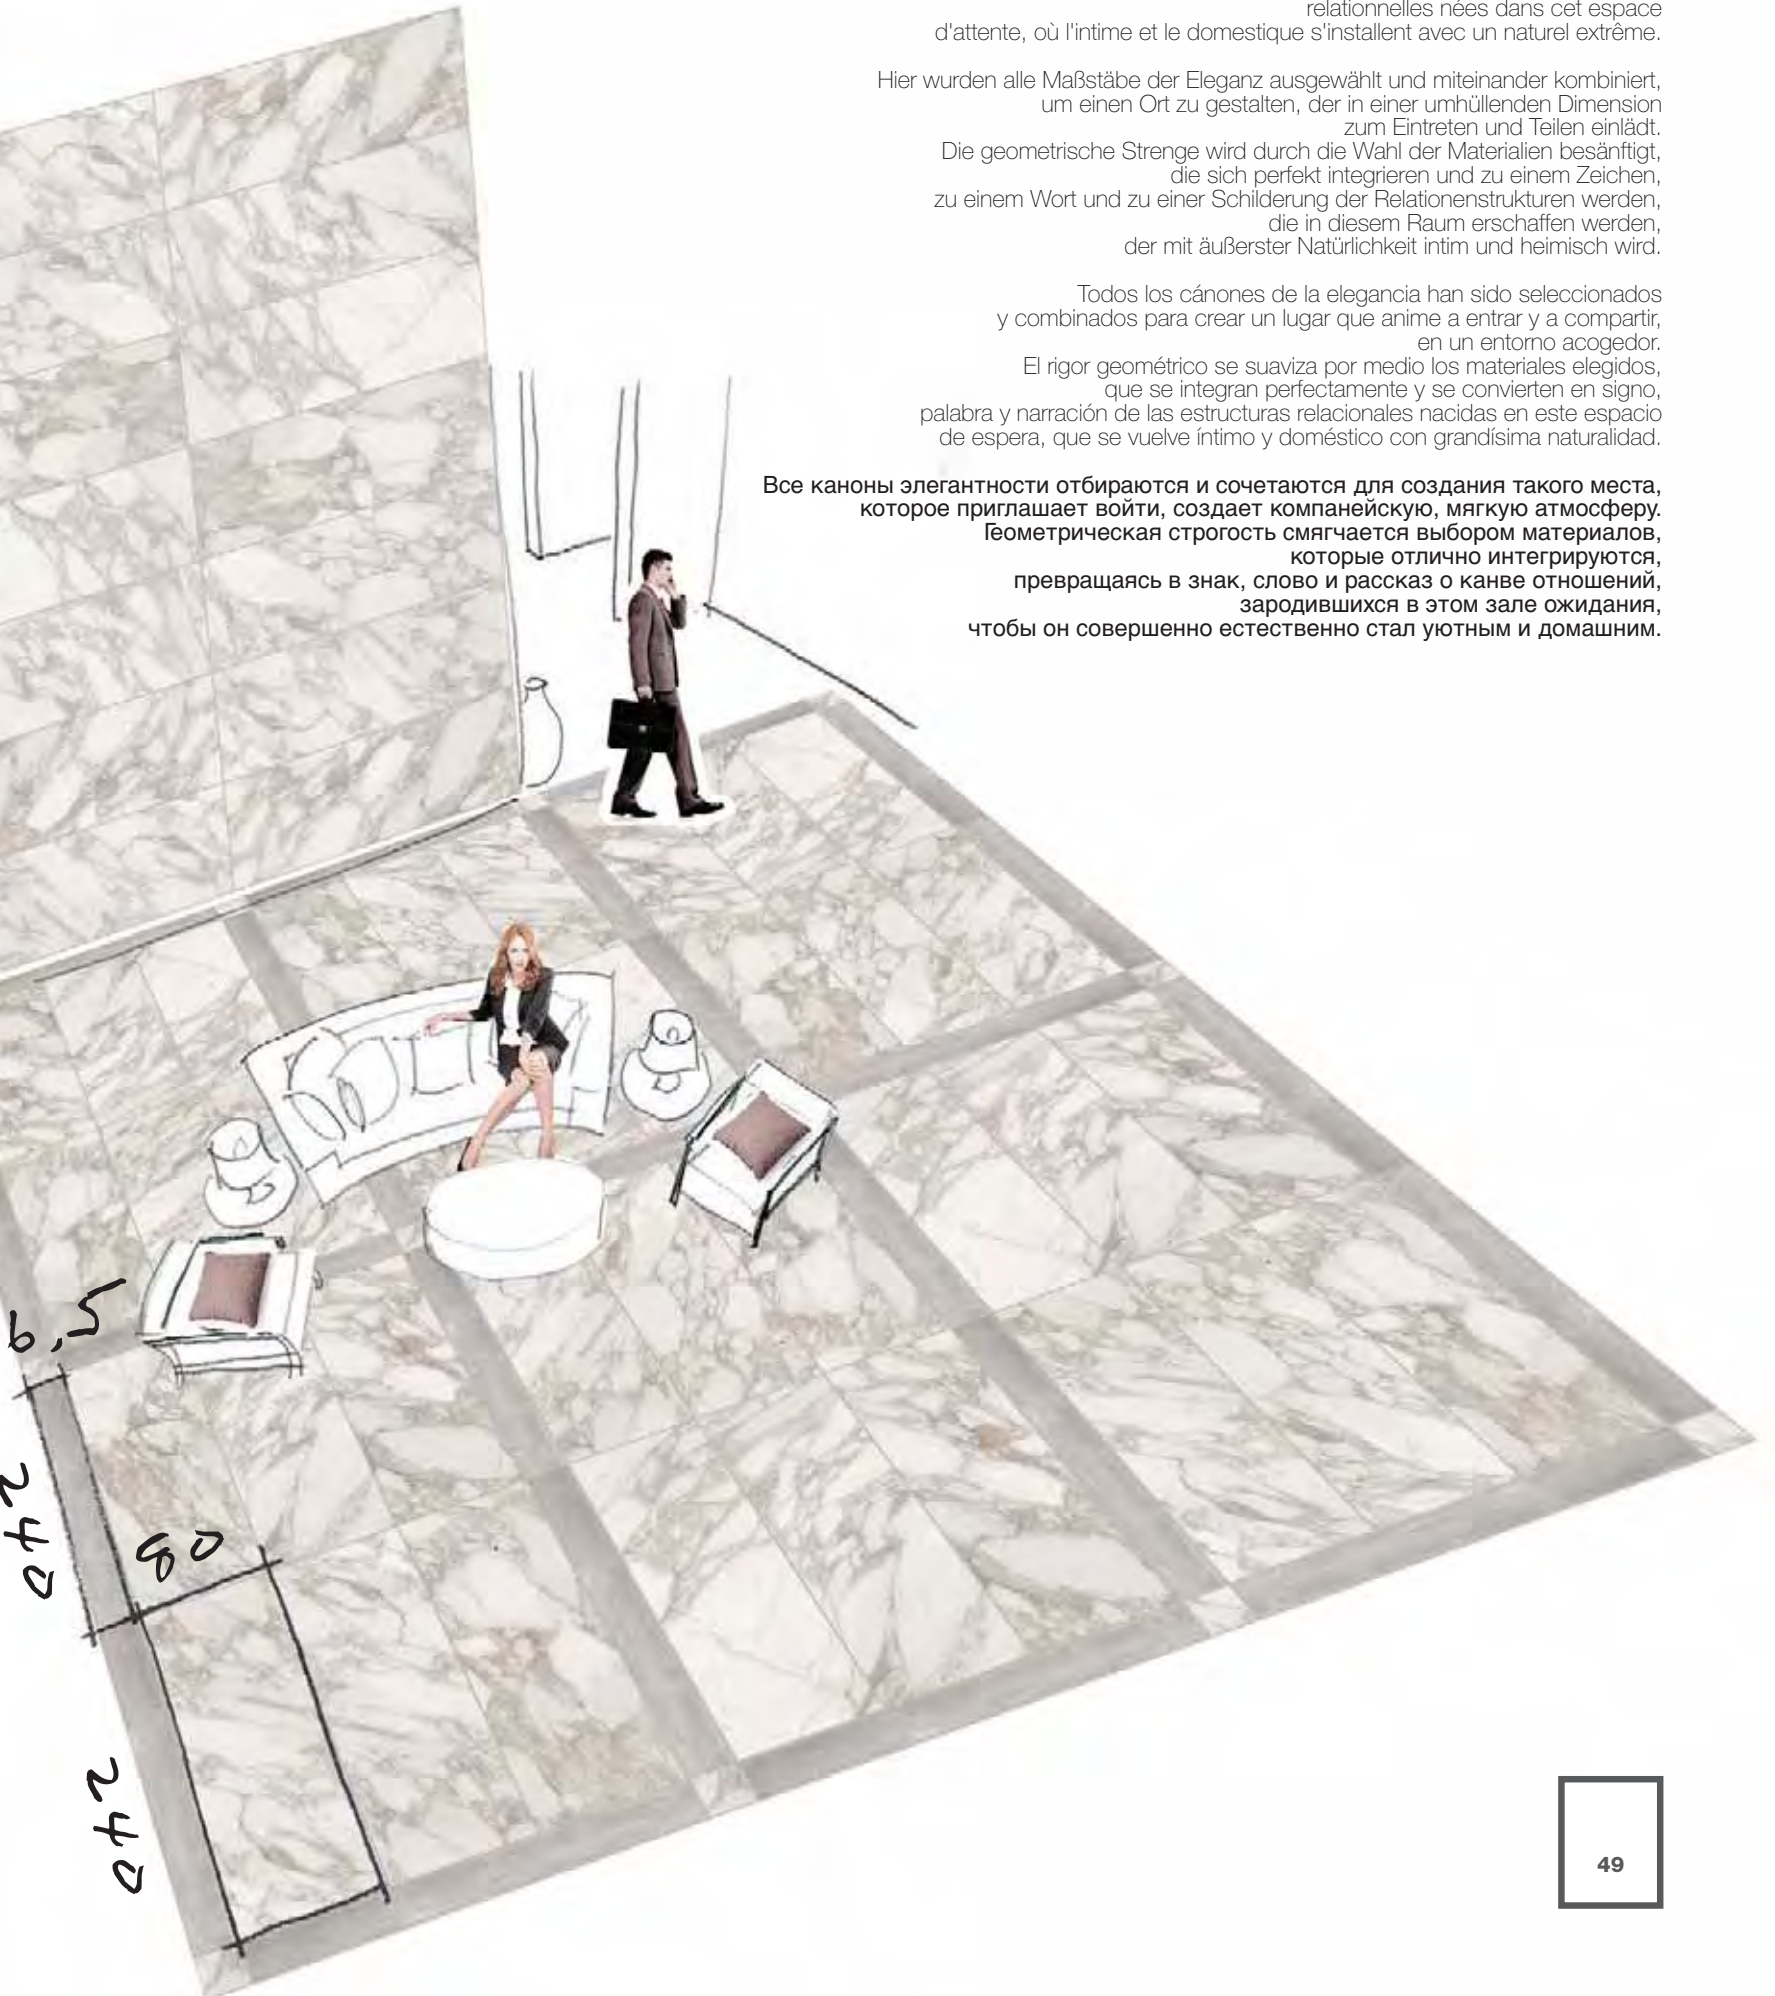 relationnelles nées dans cet espace
d'attente, où l'intime et le domestique s'installent avec un naturel extrême.
Hier wurden alle Maßstäbe der Eleganz ausgewählt und miteinander kombiniert,
um einen Ort zu gestalten, der in einer umhüllenden Dimension
zum Eintreten und Teilen einlädt.
Die geometrische Strenge wird durch die Wahl der Materialien besänftigt,
die sich perfekt integrieren und zu einem Zeichen,
zu einem Wort und zu einer Schilderung der Relationenstrukturen werden,
die in diesem Raum erschaffen werden,
der mit äußerster Natürlichkeit intim und heimisch wird.
Todos los cánones de la elegancia han sido seleccionados
y combinados para crear un lugar que anime a entrar y a compartir,
en un entorno acogedor.
El rigor geométrico se suaviza por medio los materiales elegidos,
que se integran perfectamente y se convierten en signo,
palabra y narración de las estructuras relacionales nacidas en este espacio
de espera, que se vuelve íntimo y doméstico con grandísima naturalidad.
Все каноны элегантности отбираются и сочетаются для создания такого места,
которое приглашает войти, создает компанейскую, мягкую атмосферу.
Геометрическая строгость смягчается выбором материалов,
которые отлично интегрируются,
превращаясь в знак, слово и рассказ о канве отношений,
зародившихся в этом зале ожидания,
чтобы он совершенно естественно стал уютным и домашним.
240
80
240
49